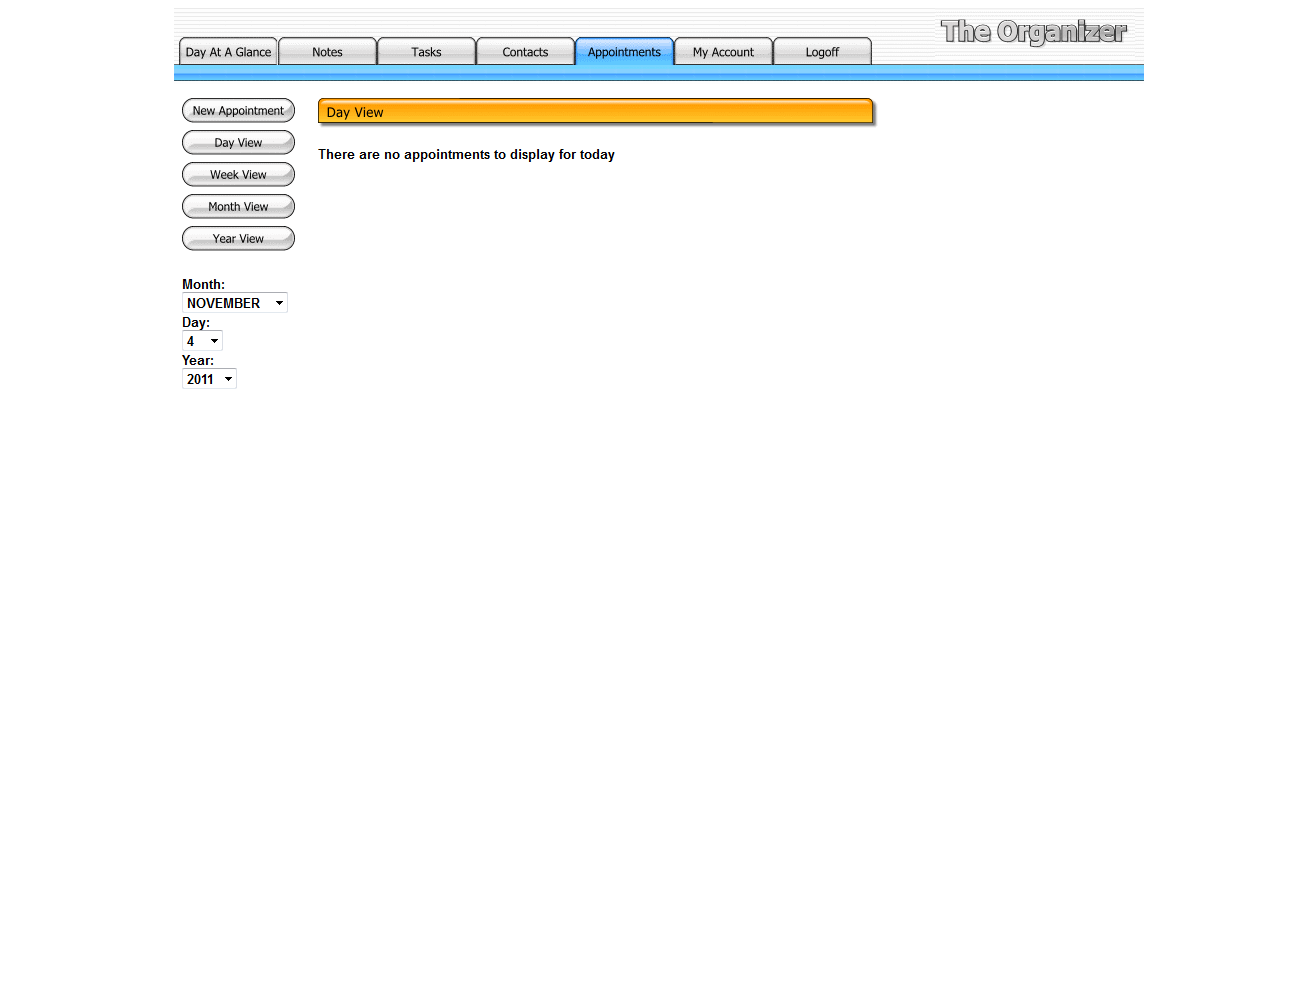 The Organizer
Day At A Glance Notes Tasks Contacts Appointments My Account Logoff
New Appointment
Day View
Week View
Month View
Year View
Month:
NOVEMBER
Day:
4
Year:
2011
Day View
There are no appointments to display for today